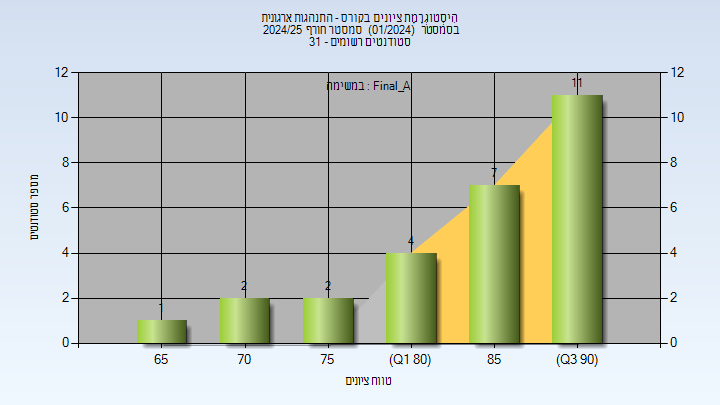 היסטוגרמת ציונים בקורס - התנהגות ארגונית
בסמסטר (01/2024) סמסטר חורף 2024/25
סטודנטים רשומים - 31
במשימה : Final_A
מספר סטודנטים
12 12
10 10
8 8
6 6
4 4
2 2
0 0
1 2 2 4 7 11
65 70 75 (Q1 80) 85 (Q3 90)
טווח ציונים